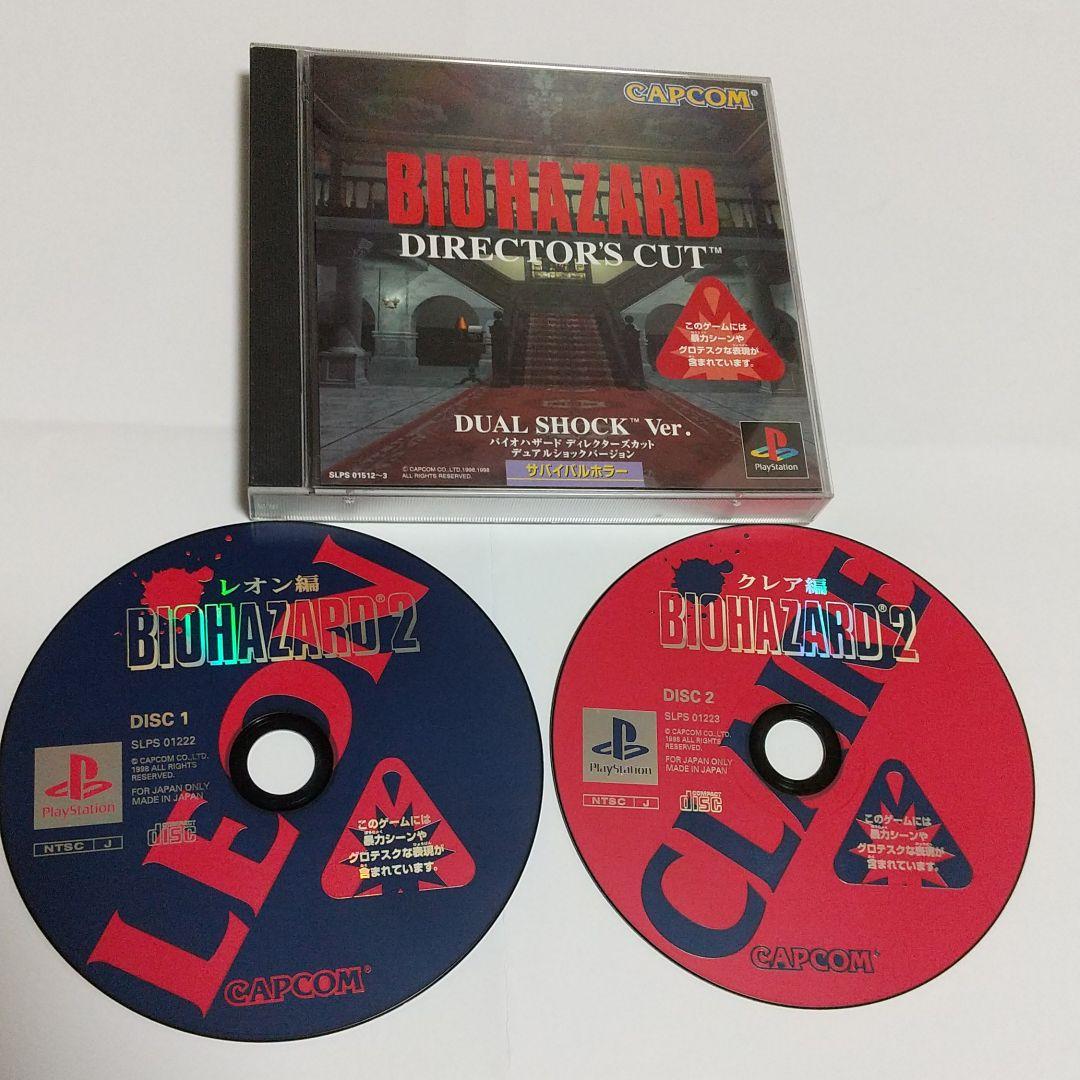 CAPCOM®
BIOHAZARD
DIRECTOR'S CUT™
このゲームには
暴力シーンや
グロテスクな表現が
含まれています。
DUAL SHOCK™ Ver.
バイオハザード ディレクターズカット
デュアルショックバージョン
サバイバルホラー
SLPS 01512~3
© CAPCOM CO.,LTD.1996,1998
ALL RIGHTS RESERVED.
PlayStation
レオン編
BIOHAZARD®2
LEON
DISC 1
SLPS 01222
© CAPCOM CO.,LTD.
1998 ALL RIGHTS
RESERVED.
FOR JAPAN ONLY
MADE IN JAPAN
PlayStation
NTSC J
COMPACT
disc
このゲームには
暴力シーンや
グロテスクな表現が
含まれています。
CAPCOM®
クレア編
BIOHAZARD®2
CLAIRE
DISC 2
SLPS 01223
© CAPCOM CO.,LTD.
1998 ALL RIGHTS
RESERVED.
FOR JAPAN ONLY
MADE IN JAPAN
PlayStation
NTSC J
COMPACT
disc
このゲームには
暴力シーンや
グロテスクな表現が
含まれています。
CAPCOM